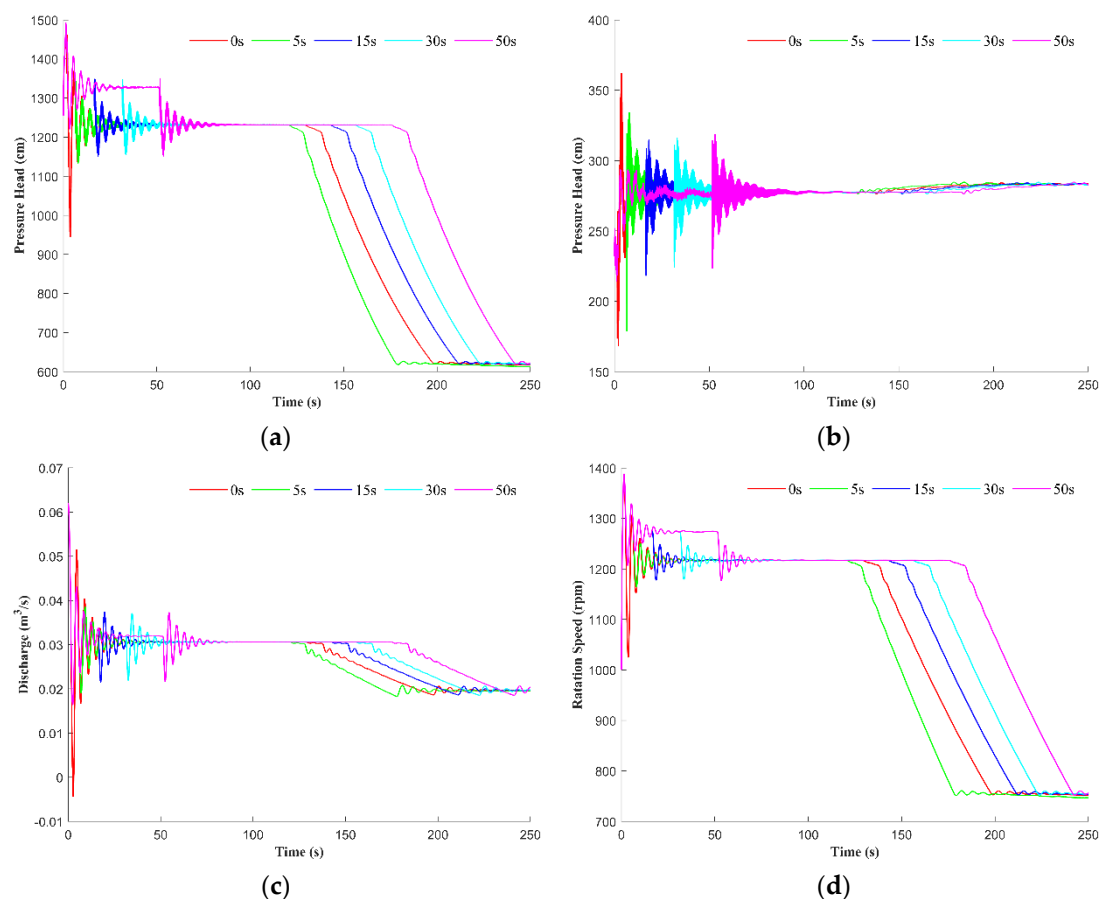 1500
1400
1300
1200
1100
1000
900
800
700
600
Pressure Head (cm)
0s 5s 15s 30s 50s
0 50 100 150 200 250
Time (s)
(a)
400
350
300
250
200
150
Pressure Head (cm)
0s 5s 15s 30s 50s
0 50 100 150 200 250
Time (s)
(b)
0.07
0.06
0.05
0.04
0.03
0.02
0.01
0
-0.01
Discharge (m³/s)
0s 5s 15s 30s 50s
0 50 100 150 200 250
Time (s)
(c)
1400
1300
1200
1100
1000
900
800
700
Ratation Speed (rpm)
0s 5s 15s 30s 50s
0 50 100 150 200 250
Time (s)
(d)